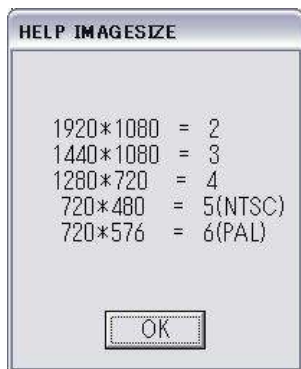 HELP IMAGESIZE
1920*1080 = 2
1440*1080 = 3
1280*720 = 4
720*480 = 5(NTSC)
720*576 = 6(PAL)
OK